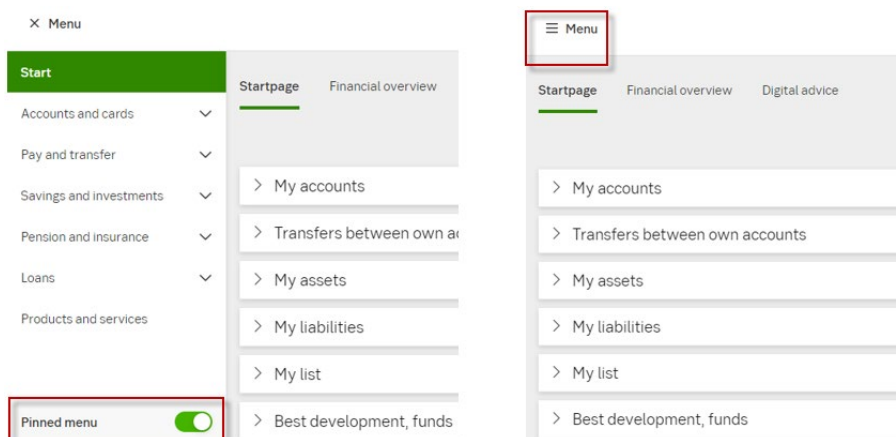 Menu
Start
Accounts and cards
Pay and transfer
Savings and investments
Pension and insurance
Loans
Products and services
Pinned menu
Startpage Financial overview
My accounts
Transfers between own a
My assets
My liabilities
My list
Best development, funds
Menu
Startpage Financial overview Digital advice
My accounts
Transfers between own accounts
My assets
My liabilities
My list
Best development, funds